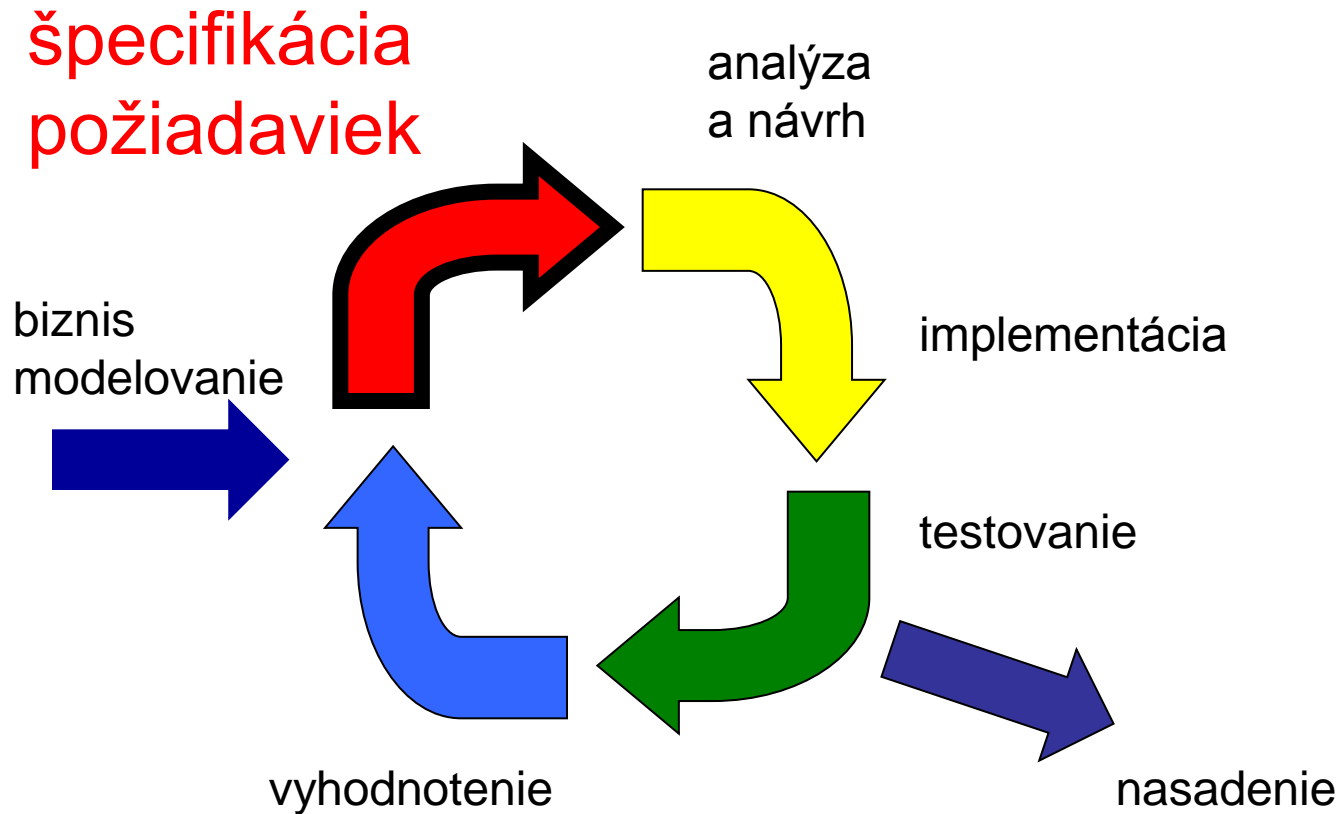 špecifikácia
požiadaviek
analýza
a návrh
biznis
modelovanie
implementácia
testovanie
vyhodnotenie
nasadenie